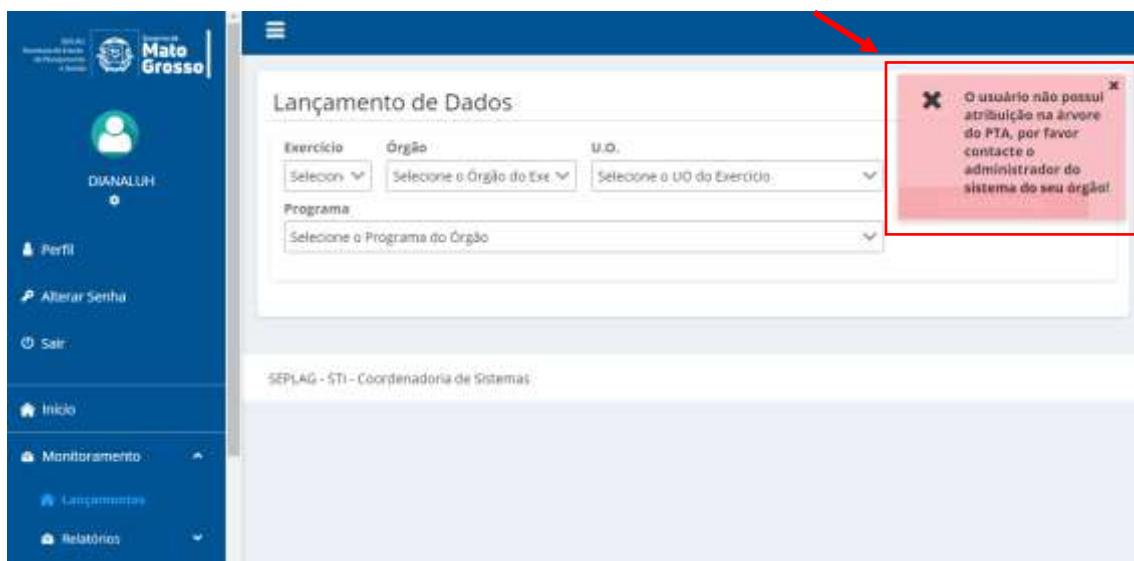 SEPLAG
Mato
Grosso
DIANALUH
Perfil
Alterar Senha
Sair
Início
Monitoramento
Lançamentos
Relatórios
Lançamento de Dados
Exercício Órgão U.O.
Selecion Selecione o Órgão do Exe Selecione o UO do Exercício
Programa
Selecione o Programa do Órgão
O usuário não possui
atribuição na árvore
do PTA, por favor
contacte o
administrador do
sistema do seu órgão!
SEPLAG - STI - Coordenadoria de Sistemas